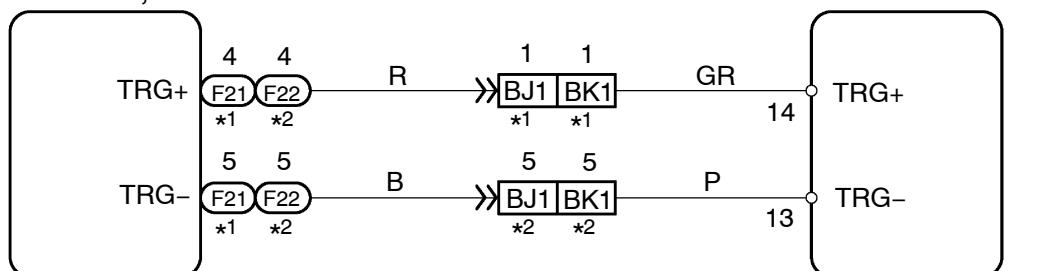 4 4 1 1
TRG+ F21 F22 R BJ1 BK1 GR TRG+
*1 *2 *1 *1 14
5 5 5 5
TRG− F21 F22 B BJ1 BK1 P TRG−
*1 *2 *2 *2 13